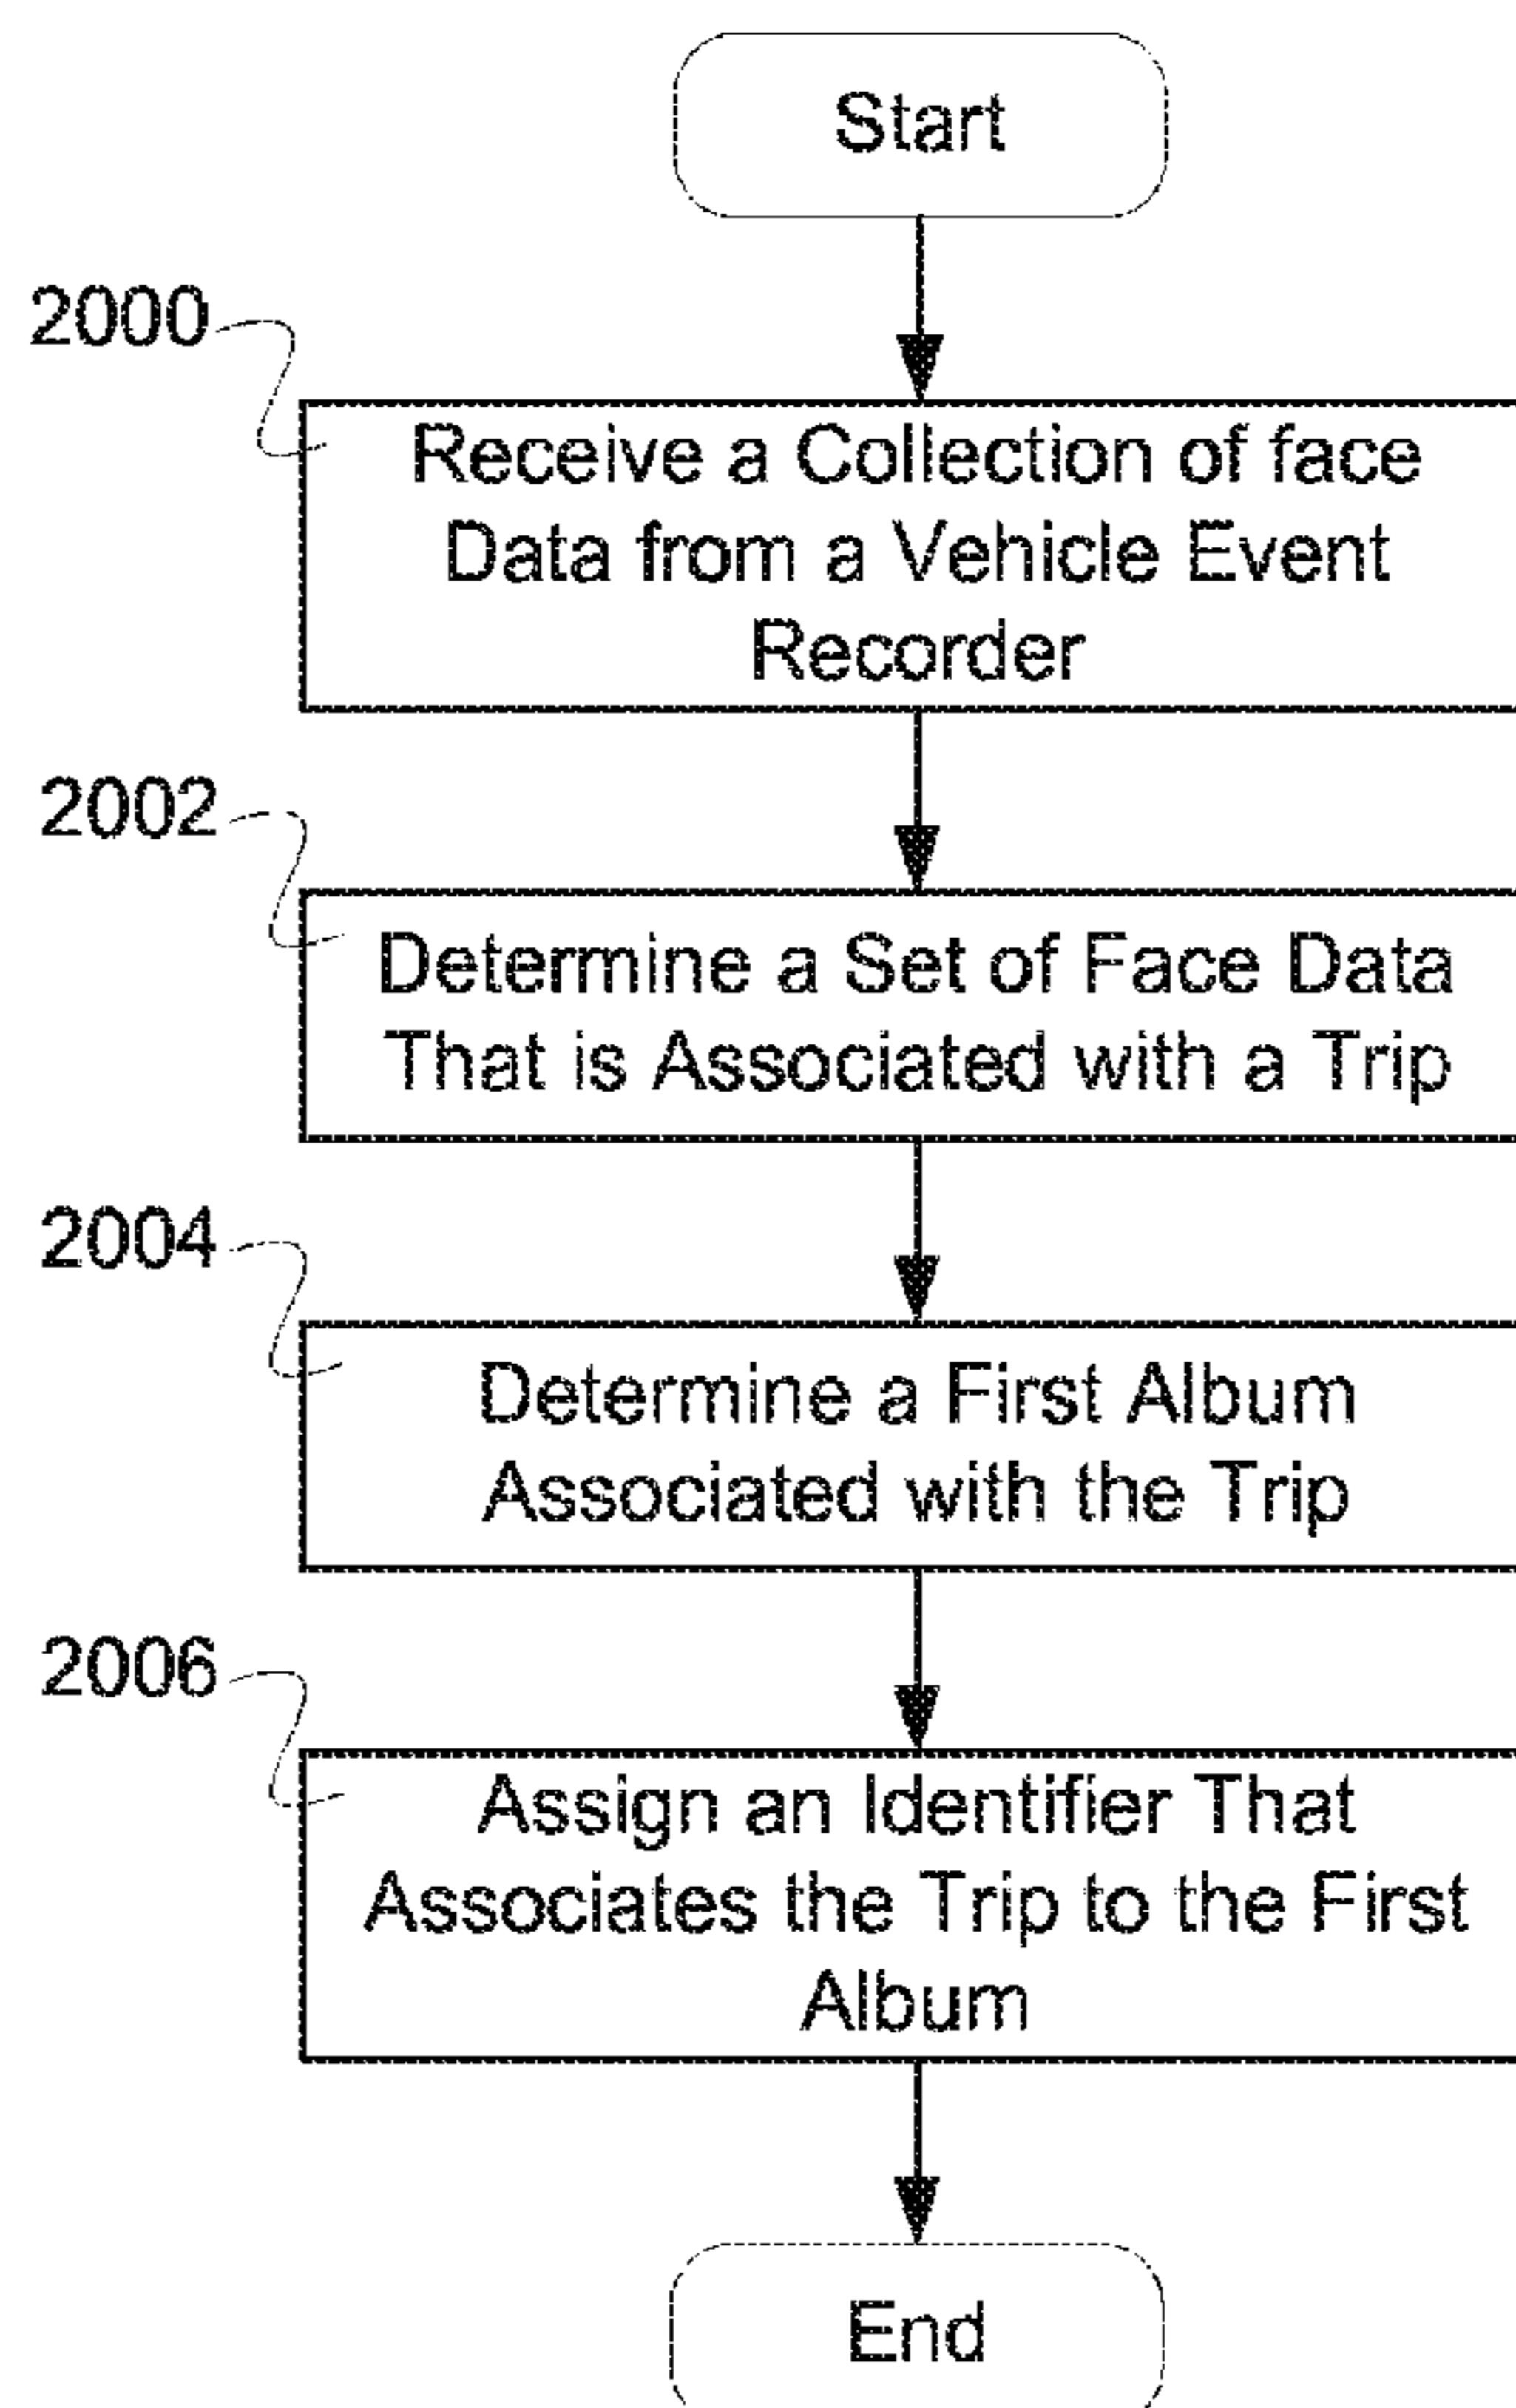 Start
2000
Receive a Collection of face
Data from a Vehicle Event
Recorder
2002
Determine a Set of Face Data
That is Associated with a Trip
2004
Determine a First Album
Associated with the Trip
2006
Assign an Identifier That
Associates the Trip to the First
Album
End